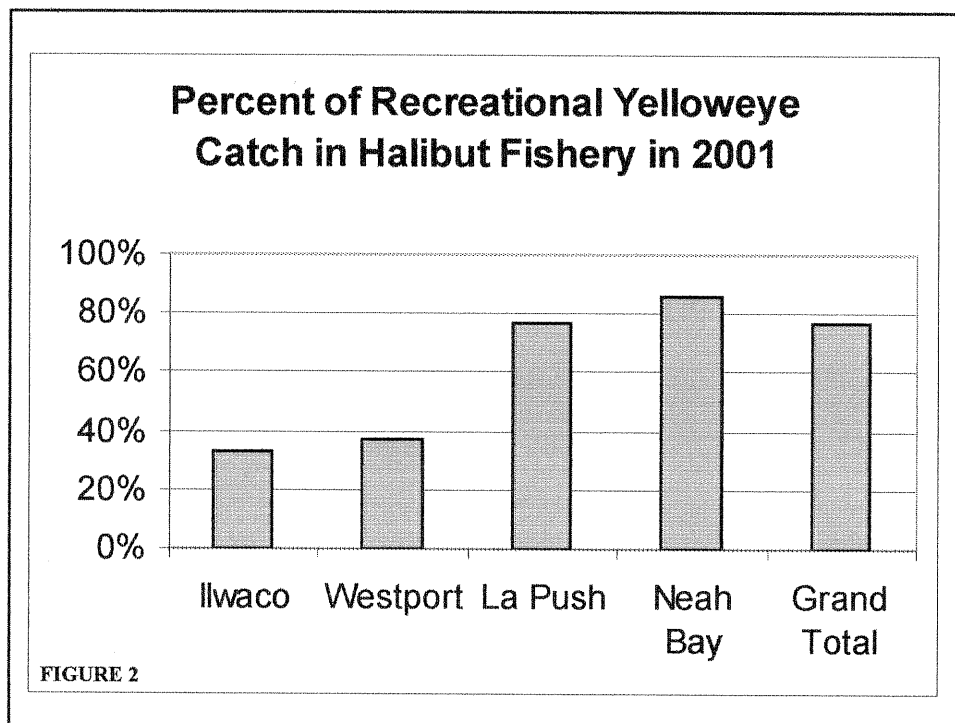 Percent of Recreational Yelloweye
Catch in Halibut Fishery in 2001
100%
80%
60%
40%
20%
0%
Ilwaco Westport La Push Neah Bay Grand Total
FIGURE 2